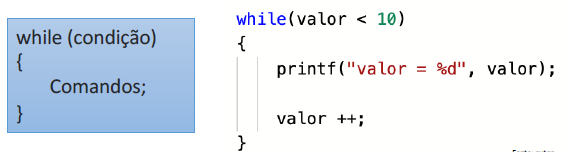 while (condição)
{
Comandos;
}
while(valor < 10)
{
printf("valor = %d", valor);
valor ++;
}